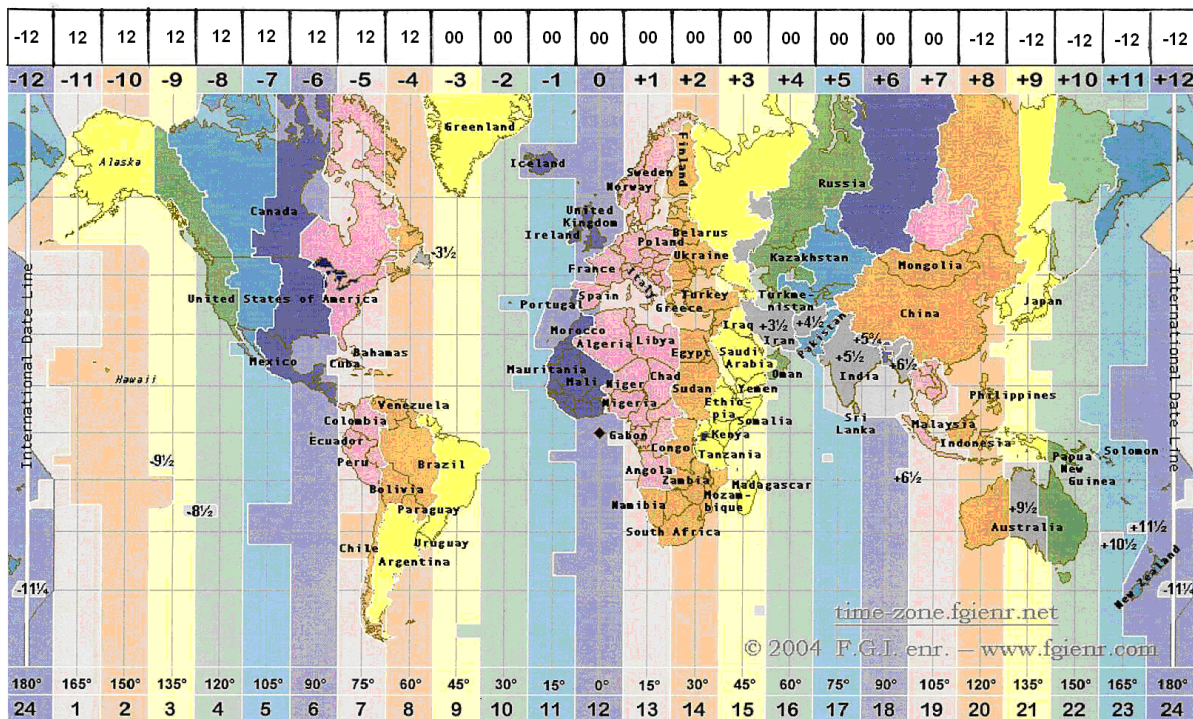 -12 12 12 12 12 12 12 12 12 00 00 00 00 00 00 00 00 00 00 00 -12 -12 -12 -12 -12
-12 -11 -10 -9 -8 -7 -6 -5 -4 -3 -2 -1 0 +1 +2 +3 +4 +5 +6 +7 +8 +9 +10 +11 +12
Greenland
Alaska
Iceland
Finland
Sweden
Norway
Russia
Canada
United
Kingdom
Ireland
Belarus
Poland
Ukraine
-3½
Kazakhstan
Mongolia
France
Italy
United States of America
Spain
Portugal
Greece
Turkey
Turkme-
nistan
Japan
China
Morocco
Algeria
Libya
Iraq
+3½
Iran
+4½
Pakistan
+5¾
Mexico
Bahamas
Cuba
Egypt
Saudi
Arabia
+5½
India
+6½
Hawaii
Mauritania
Mali
Niger
Chad
Sudan
Oman
Yemen
Philippines
Venezuela
Nigeria
Ethio-
pia
Somalia
Sri
Lanka
Colombia
Malaysia
Ecuador
Gabon
Kenya
Congo
Indonesia
Solomon
Peru
Brazil
Tanzania
Papua
New
Guinea
-9½
Angola
+6½
Bolivia
Zambia
Madagascar
Mozam-
bique
-8½
Paraguay
Namibia
+9½
Australia
South Africa
+11½
+10½
Chile
Uruguay
Argentina
New Zealand
-11¼
-11¼
International Date Line
International Date Line
time-zone.fgienr.net
© 2004 F.G.I. enr. – www.fgienr.com
180° 165° 150° 135° 120° 105° 90° 75° 60° 45° 30° 15° 0° 15° 30° 45° 60° 75° 90° 105° 120° 135° 150° 165° 180°
24 1 2 3 4 5 6 7 8 9 10 11 12 13 14 15 16 17 18 19 20 21 22 23 24